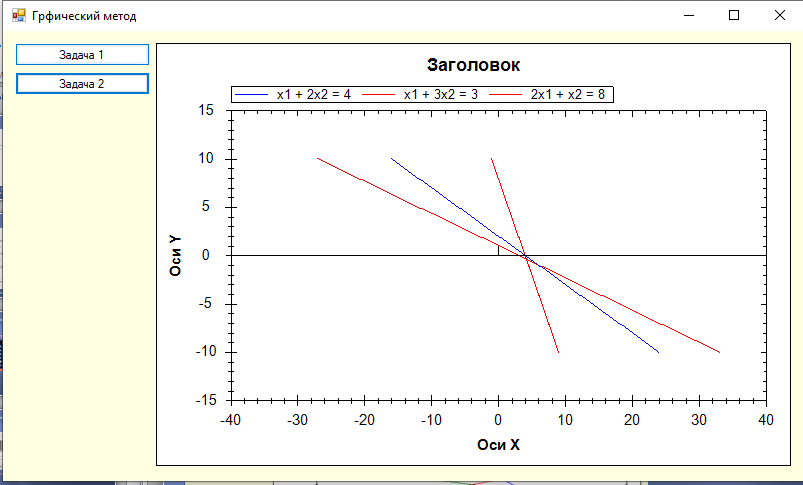 Грфический метод
Задача 1
Задача 2
Заголовок
x1 + 2x2 = 4 x1 + 3x2 = 3 2x1 + x2 = 8
15
10
5
0
-5
-10
-15
Оси Y
-40 -30 -20 -10 0 10 20 30 40
Оси X